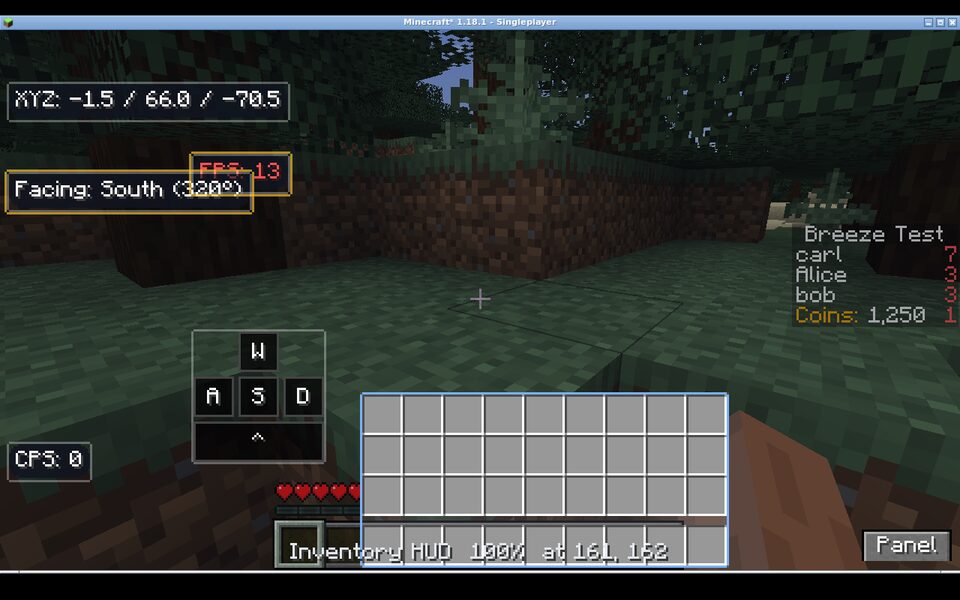 Minecraft* 1.18.1 - Singleplayer
XYZ: -1.5 / 66.0 / -70.5
FPS: 13
Facing: South (320°)
Breeze Test
carl 7
Alice 3
bob 3
Coins: 1,250 1
W
A S D
^
CPS: 0
Inventory HUD 100% at 161, 162
Panel